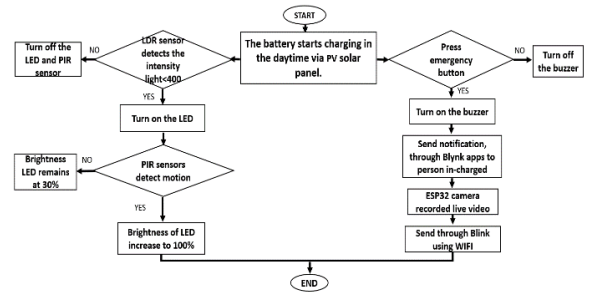 START
The battery starts charging in
the daytime via PV solar
panel.
LDR sensor
detects the
intensity
light<400
NO
Turn off the
LED and PIR
sensor
YES
Turn on the LED
PIR sensors
detect motion
NO
Brightness
LED remains
at 30%
YES
Brightness of LED
increase to 100%
Press
emergency
button
NO
Turn off
the buzzer
YES
Turn on the buzzer
Send notification,
through Blynk apps to
person in-charged
ESP32 camera
recorded live video
Send through Blink
using WIFI
END